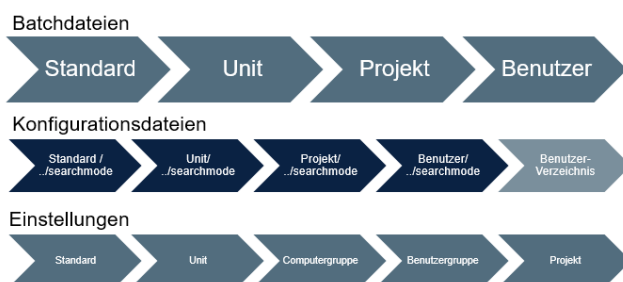 Batchdateien
Standard
Unit
Projekt
Benutzer
Konfigurationsdateien
Standard /
../searchmode
Unit/
../searchmode
Projekt/
../searchmode
Benutzer/
../searchmode
Benutzer-
Verzeichnis
Einstellungen
Standard
Unit
Computergruppe
Benutzergruppe
Projekt